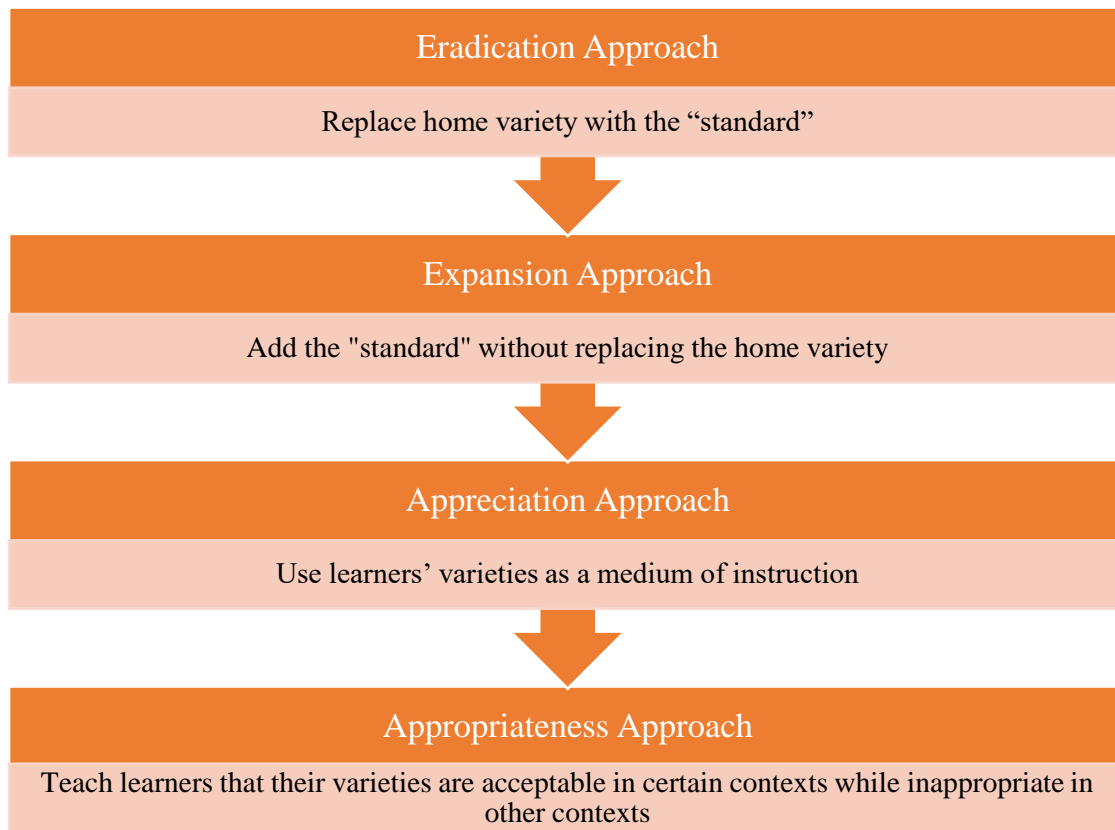 Eradication Approach
Replace home variety with the “standard”
Expansion Approach
Add the "standard" without replacing the home variety
Appreciation Approach
Use learners’ varieties as a medium of instruction
Appropriateness Approach
Teach learners that their varieties are acceptable in certain contexts while inappropriate in
other contexts